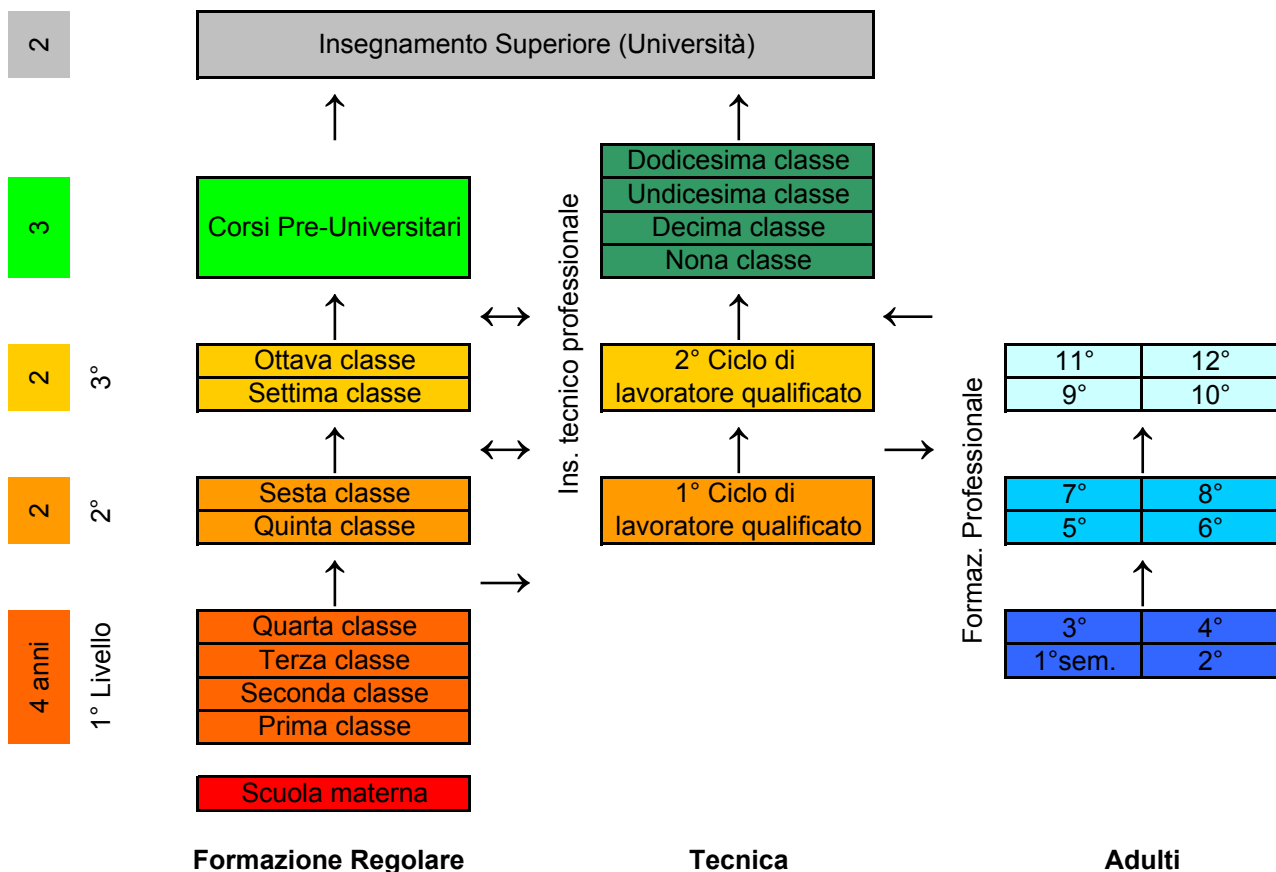 2
Insegnamento Superiore (Università)
3
Corsi Pre-Universitari
Ins. tecnico professionale
Dodicesima classe
Undicesima classe
Decima classe
Nona classe
2
3°
Ottava classe
Settima classe
2° Ciclo di
lavoratore qualificato
Formaz. Professionale
11° 12°
9° 10°
2
2°
Sesta classe
Quinta classe
1° Ciclo di
lavoratore qualificato
7° 8°
5° 6°
4 anni
1° Livello
Quarta classe
Terza classe
Seconda classe
Prima classe
3° 4°
1°sem. 2°
Scuola materna
Formazione Regolare Tecnica Adulti